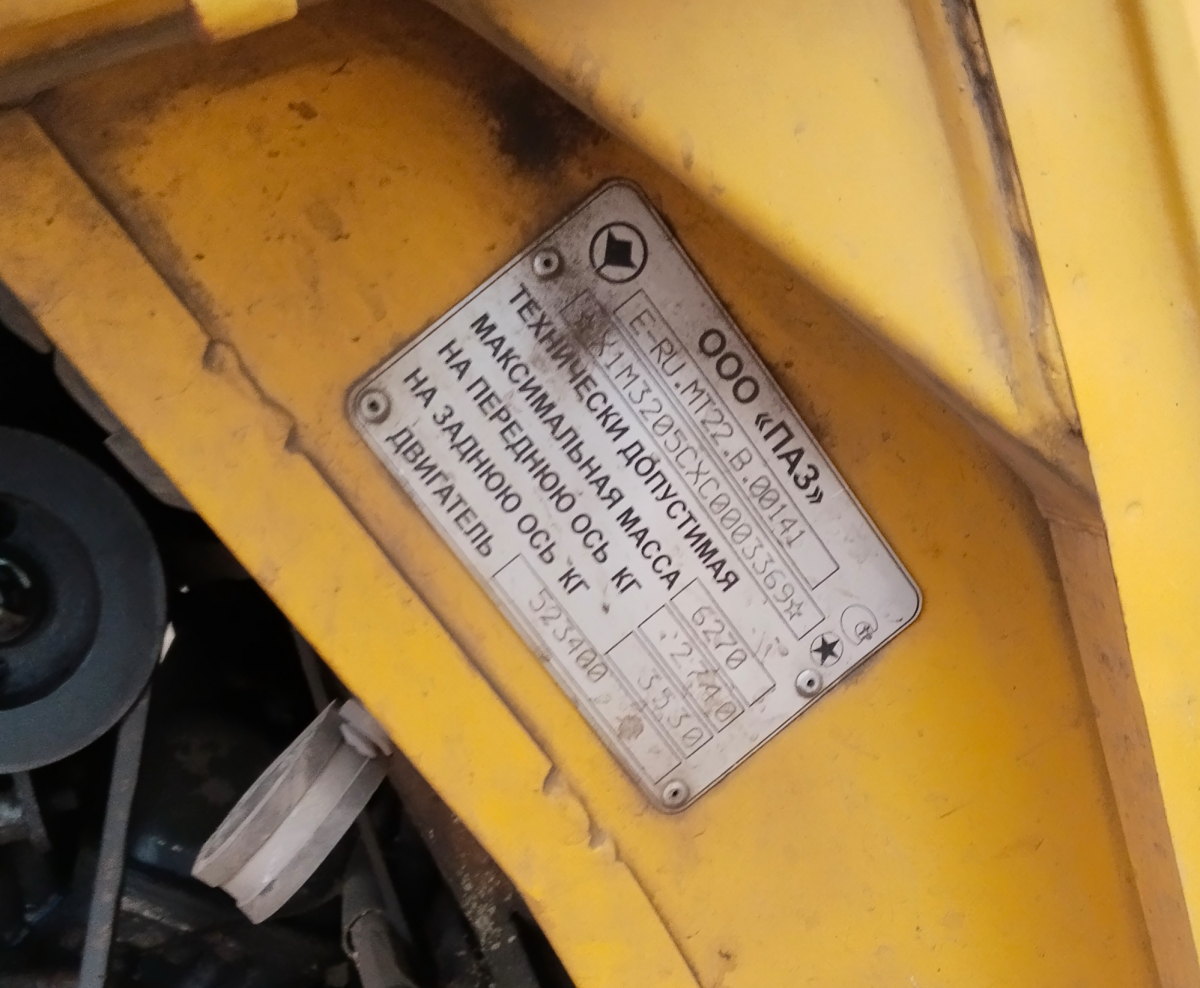 ООО «ПАЗ»
E-RU.MT22.B.00141
X1M3205CXC0003369☆
ТЕХНИЧЕСКИ ДОПУСТИМАЯ
МАКСИМАЛЬНАЯ МАССА 6270
НА ПЕРЕДНЮЮ ОСЬ КГ 2740
НА ЗАДНЮЮ ОСЬ КГ 3530
ДВИГАТЕЛЬ 523400